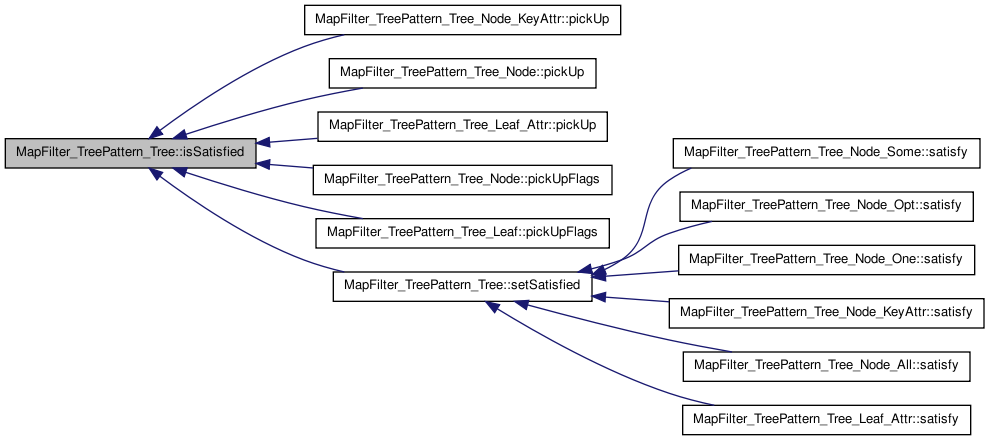 MapFilter_TreePattern_Tree_Node_KeyAttr::pickUp
MapFilter_TreePattern_Tree_Node::pickUp
MapFilter_TreePattern_Tree_Leaf_Attr::pickUp
MapFilter_TreePattern_Tree::isSatisfied
MapFilter_TreePattern_Tree_Node_Some::satisfy
MapFilter_TreePattern_Tree_Node::pickUpFlags
MapFilter_TreePattern_Tree_Node_Opt::satisfy
MapFilter_TreePattern_Tree_Leaf::pickUpFlags
MapFilter_TreePattern_Tree_Node_One::satisfy
MapFilter_TreePattern_Tree::setSatisfied
MapFilter_TreePattern_Tree_Node_KeyAttr::satisfy
MapFilter_TreePattern_Tree_Node_All::satisfy
MapFilter_TreePattern_Tree_Leaf_Attr::satisfy